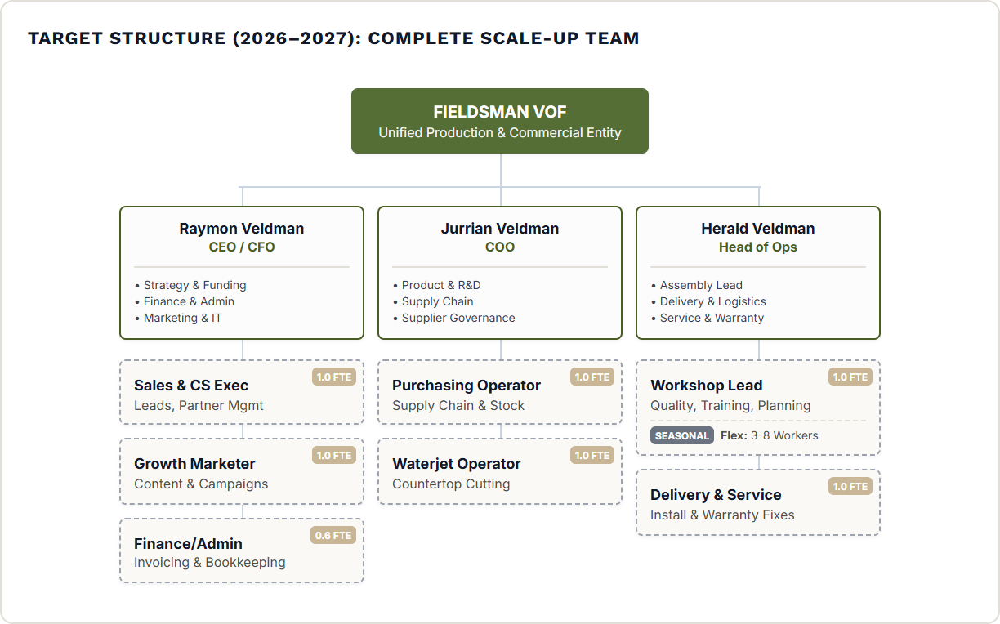 TARGET STRUCTURE (2026–2027): COMPLETE SCALE-UP TEAM
FIELDSMAN VOF
Unified Production & Commercial Entity
Raymon Veldman
CEO / CFO
• Strategy & Funding
• Finance & Admin
• Marketing & IT
Sales & CS Exec
1.0 FTE
Leads, Partner Mgmt
Growth Marketer
1.0 FTE
Content & Campaigns
Finance/Admin
0.6 FTE
Invoicing & Bookkeeping
Jurrian Veldman
COO
• Product & R&D
• Supply Chain
• Supplier Governance
Purchasing Operator
1.0 FTE
Supply Chain & Stock
Waterjet Operator
1.0 FTE
Countertop Cutting
Herald Veldman
Head of Ops
• Assembly Lead
• Delivery & Logistics
• Service & Warranty
Workshop Lead
1.0 FTE
Quality, Training, Planning
SEASONAL Flex: 3-8 Workers
Delivery & Service
1.0 FTE
Install & Warranty Fixes